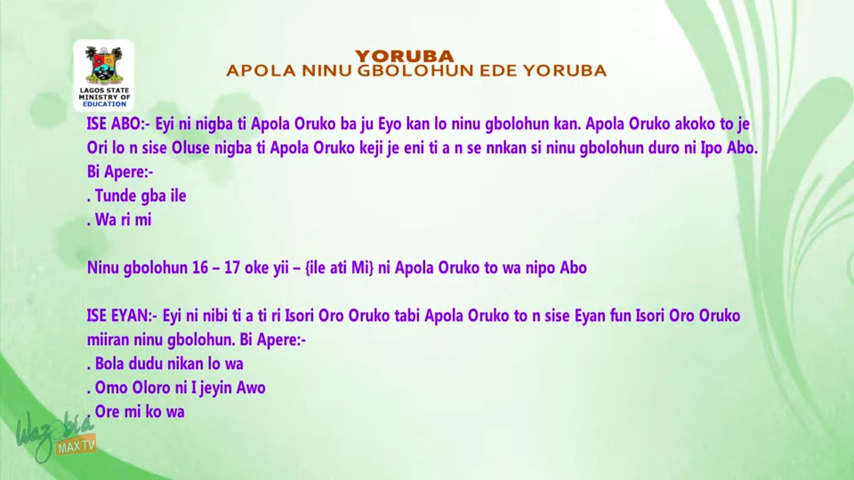 YORUBA
APOLA NINU GBOLOHUN EDE YORUBA
LAGOS STATE
MINISTRY OF
EDUCATION
ISE ABO:- Eyi ni nigba ti Apola Oruko ba ju Eyo kan lo ninu gbolohun kan. Apola Oruko akoko to je
Ori lo n sise Oluse nigba ti Apola Oruko keji je eni ti a n se nnkan si ninu gbolohun duro ni Ipo Abo.
Bi Apere:-
. Tunde gba ile
. Wa ri mi
Ninu gbolohun 16 – 17 oke yii – {ile ati Mi} ni Apola Oruko to wa nipo Abo
ISE EYAN:- Eyi ni nibi ti a ti ri Isori Oro Oruko tabi Apola Oruko to n sise Eyan fun Isori Oro Oruko
miiran ninu gbolohun. Bi Apere:-
. Bola dudu nikan lo wa
. Omo Oloro ni I jeyin Awo
. Ore mi ko wa
Wazobia
MAX TV